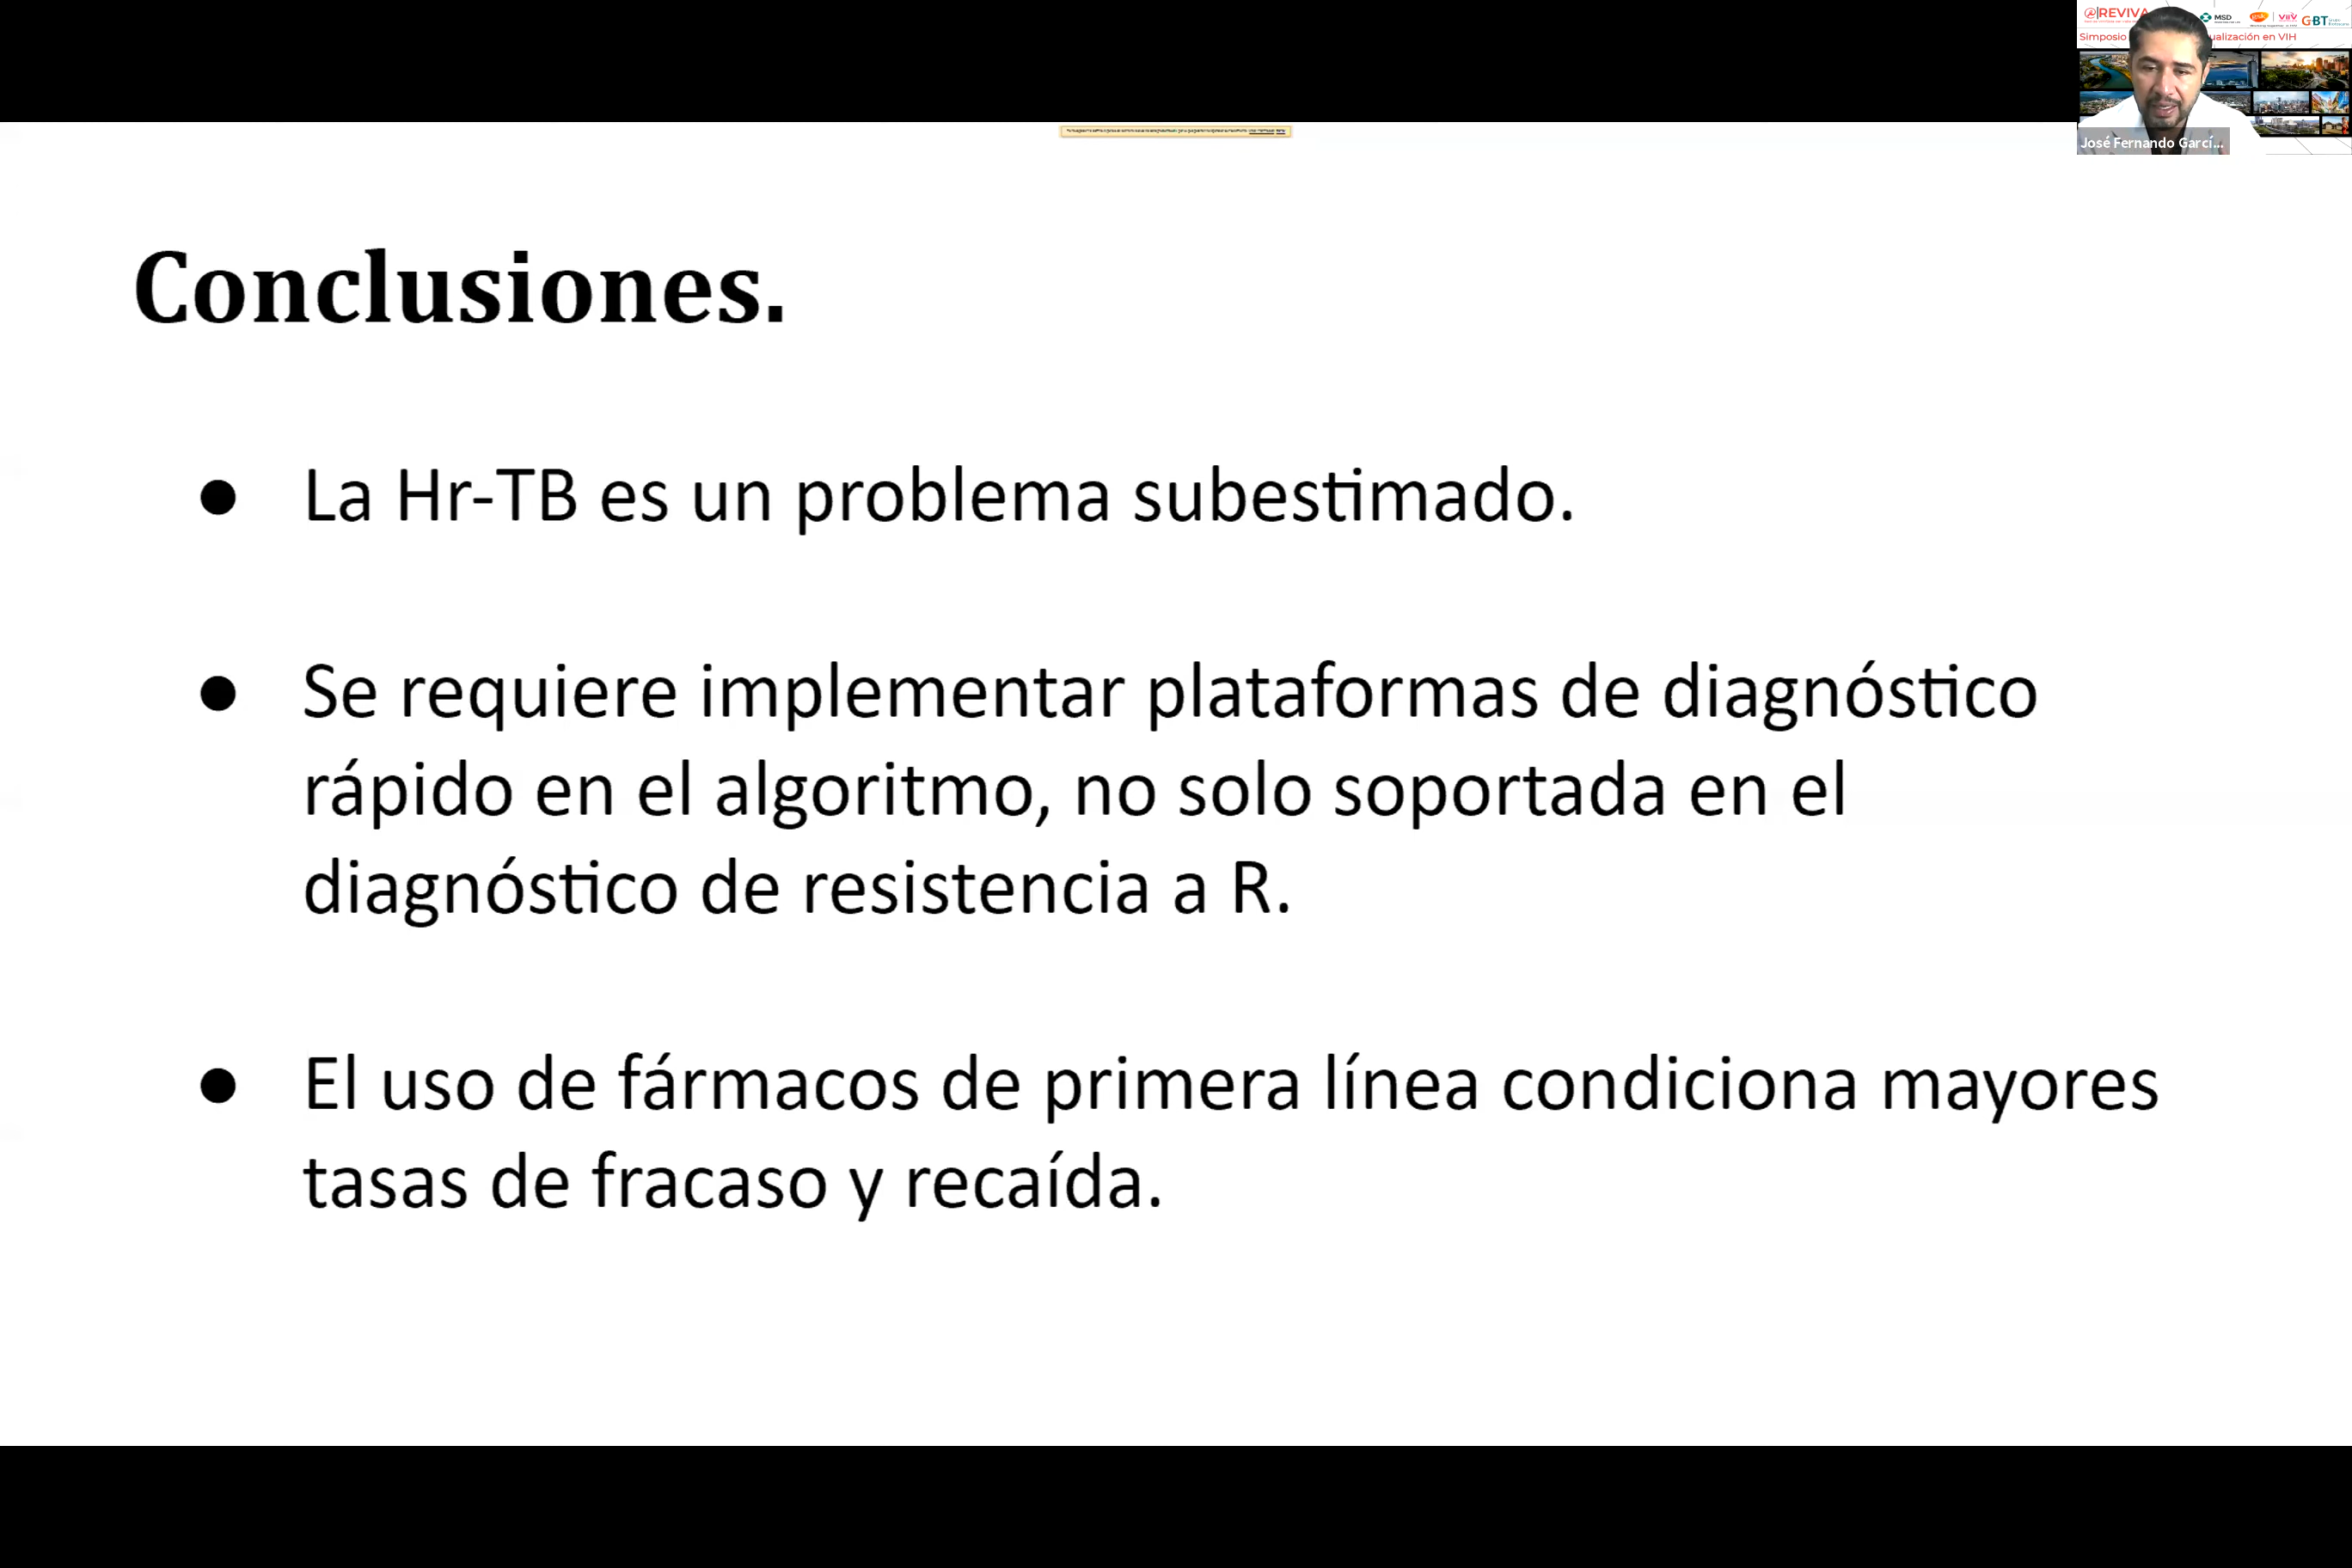 REVIVA
MSD
gsk
ViiV
G-BT
Simposio
ualización en VIH
José Fernando Garcí...
Conclusiones.
● La Hr-TB es un problema subestimado.
● Se requiere implementar plataformas de diagnóstico
rápido en el algoritmo, no solo soportada en el
diagnóstico de resistencia a R.
● El uso de fármacos de primera línea condiciona mayores
tasas de fracaso y recaída.